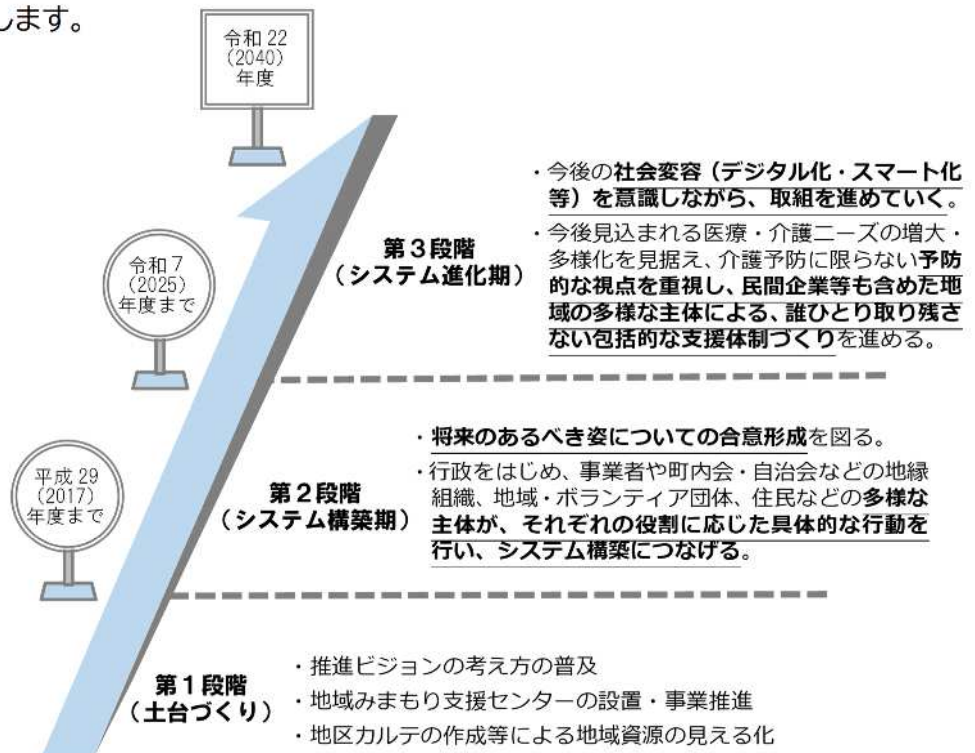 します。
令和 22
（2040）
年度
・今後の社会変容（デジタル化・スマート化
等）を意識しながら、取組を進めていく。
・今後見込まれる医療・介護ニーズの増大・
多様化を見据え、介護予防に限らない予防
的な視点を重視し、民間企業等も含めた地
域の多様な主体による、誰ひとり取り残さ
ない包括的な支援体制づくりを進める。
第３段階
（システム進化期）
令和 7
（2025）
年度まで
・将来のあるべき姿についての合意形成を図る。
・行政をはじめ、事業者や町内会・自治会などの地縁
組織、地域・ボランティア団体、住民などの多様な
主体が、それぞれの役割に応じた具体的な行動を
行い、システム構築につなげる。
第２段階
（システム構築期）
平成 29
（2017）
年度まで
第１段階
（土台づくり）
・推進ビジョンの考え方の普及
・地域みまもり支援センターの設置・事業推進
・地区カルテの作成等による地域資源の見える化